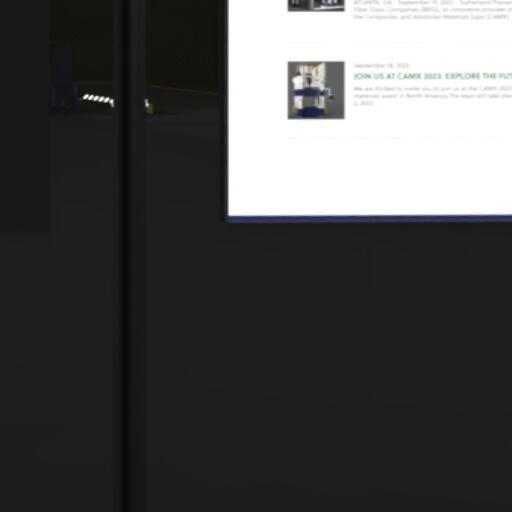 ATLANTA, GA - September 19, 2023 - Sutherland Presses
Fiber Glass Companies (MFG), an innovative provider of
the Composites and Advanced Materials Expo (CAMX)
September 18, 2023
JOIN US AT CAMX 2023: EXPLORE THE FUT
We are thrilled to invite you to join us at the CAMX 2023
materials event in North America. The expo will take plac
2, 2023